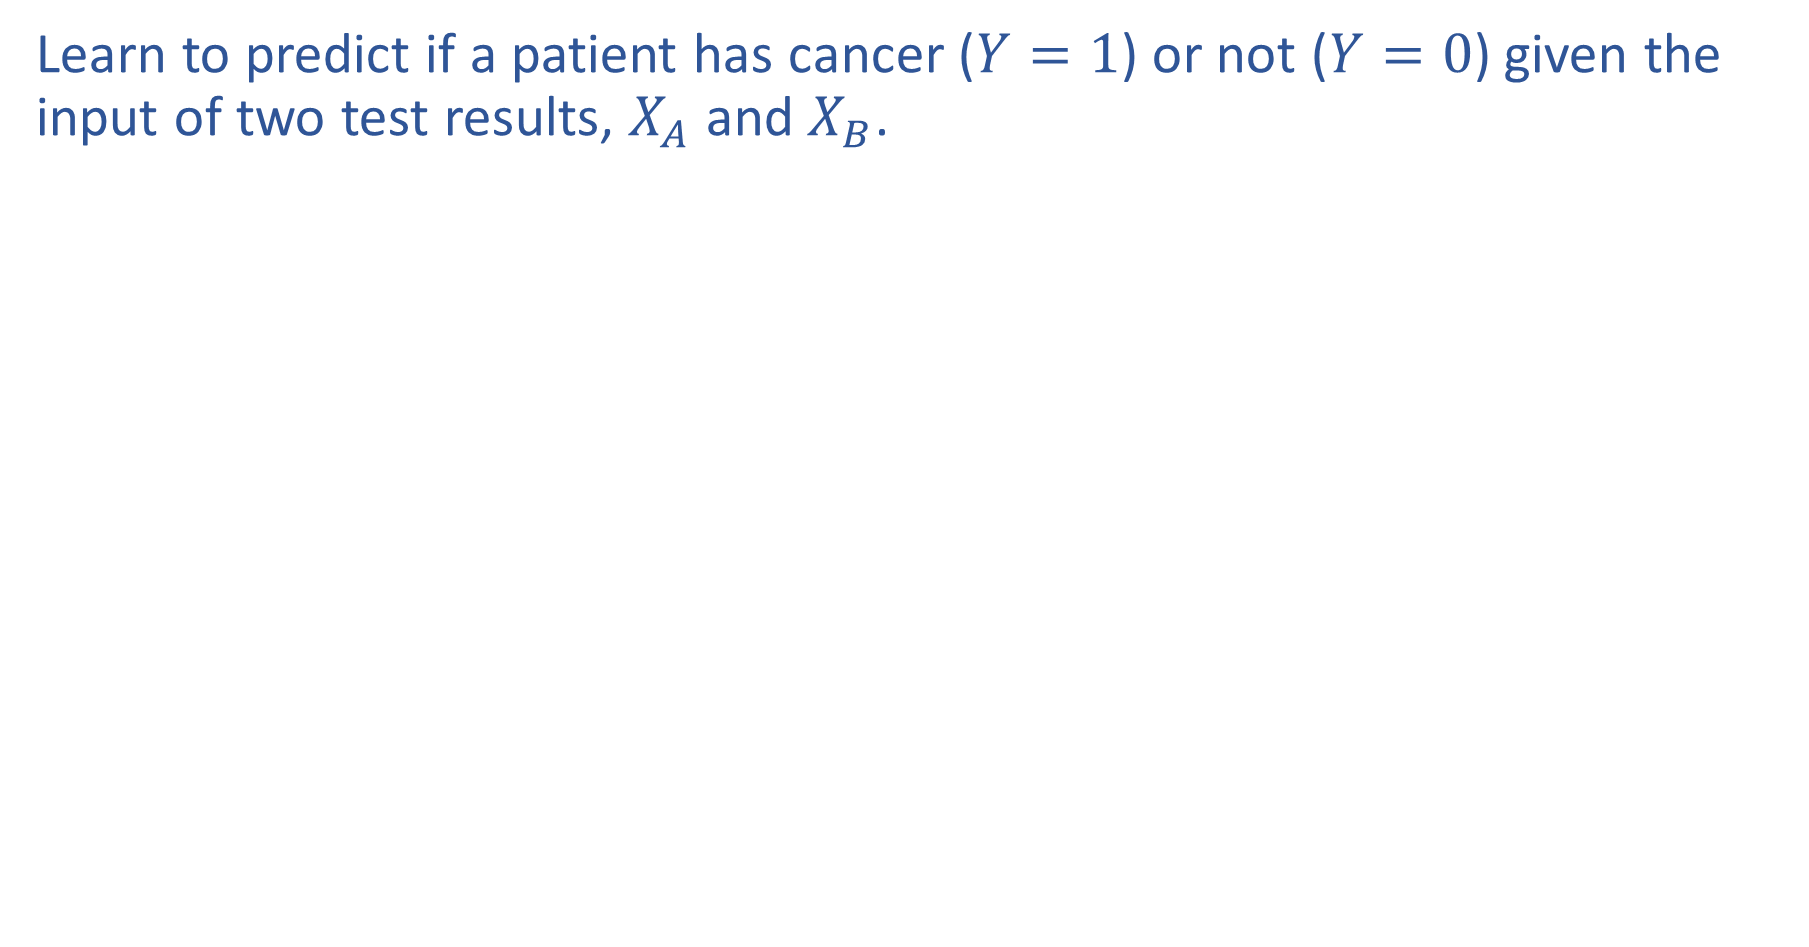 Learn to predict if a patient has cancer (Y = 1) or not (Y = 0) given the
input of two test results, X_A and X_B.